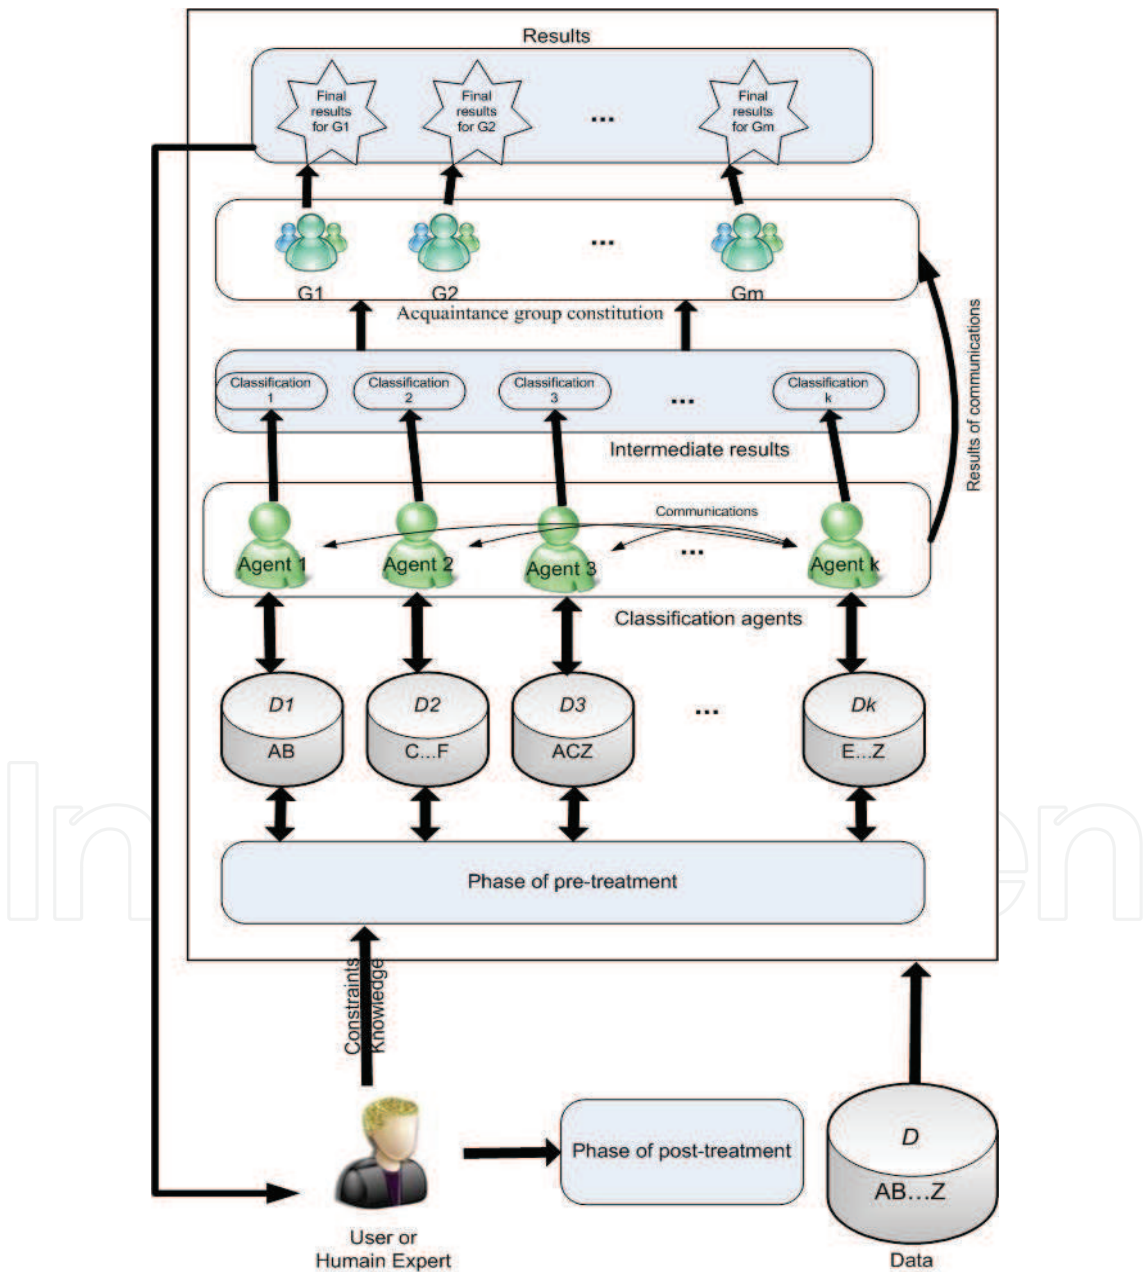 Results
Final
results
for G1
Final
results
for G2
...
Final
results
for Gm
G1
G2
...
Gm
Results of communications
Acquaintance group constitution
Classification
1
Classification
2
Classification
3
...
Classification
k
Intermediate results
Communications
Agent 1
Agent 2
Agent 3
...
Agent k
Classification agents
D1
AB
D2
C...F
D3
ACZ
...
Dk
E...Z
Phase of pre-treatment
Constraints
Knowledge
Phase of post-treatment
D
AB...Z
User or
Humain Expert
Data